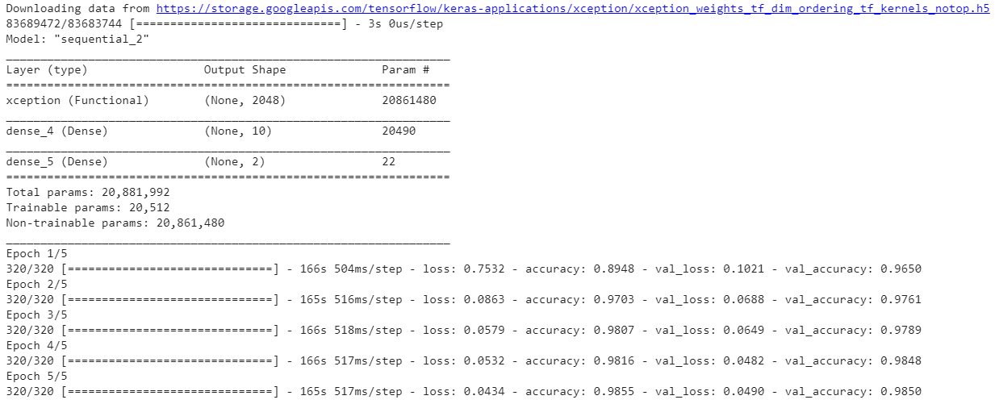 Downloading data from https://storage.googleapis.com/tensorflow/keras-applications/xception/xception_weights_tf_dim_ordering_tf_kernels_notop.h5
83689472/83683744 [==============================] - 3s 0us/step
Model: "sequential_2"
_________________________________________________________________
Layer (type)                 Output Shape              Param #
=================================================================
xception (Functional)        (None, 2048)              20861480
_________________________________________________________________
dense_4 (Dense)              (None, 10)                20490
_________________________________________________________________
dense_5 (Dense)              (None, 2)                 22
=================================================================
Total params: 20,881,992
Trainable params: 20,512
Non-trainable params: 20,861,480
_________________________________________________________________
Epoch 1/5
320/320 [==============================] - 166s 504ms/step - loss: 0.7532 - accuracy: 0.8948 - val_loss: 0.1021 - val_accuracy: 0.9650
Epoch 2/5
320/320 [==============================] - 165s 516ms/step - loss: 0.0863 - accuracy: 0.9703 - val_loss: 0.0688 - val_accuracy: 0.9761
Epoch 3/5
320/320 [==============================] - 166s 518ms/step - loss: 0.0579 - accuracy: 0.9807 - val_loss: 0.0649 - val_accuracy: 0.9789
Epoch 4/5
320/320 [==============================] - 166s 517ms/step - loss: 0.0532 - accuracy: 0.9816 - val_loss: 0.0482 - val_accuracy: 0.9848
Epoch 5/5
320/320 [==============================] - 165s 517ms/step - loss: 0.0434 - accuracy: 0.9855 - val_loss: 0.0490 - val_accuracy: 0.9850